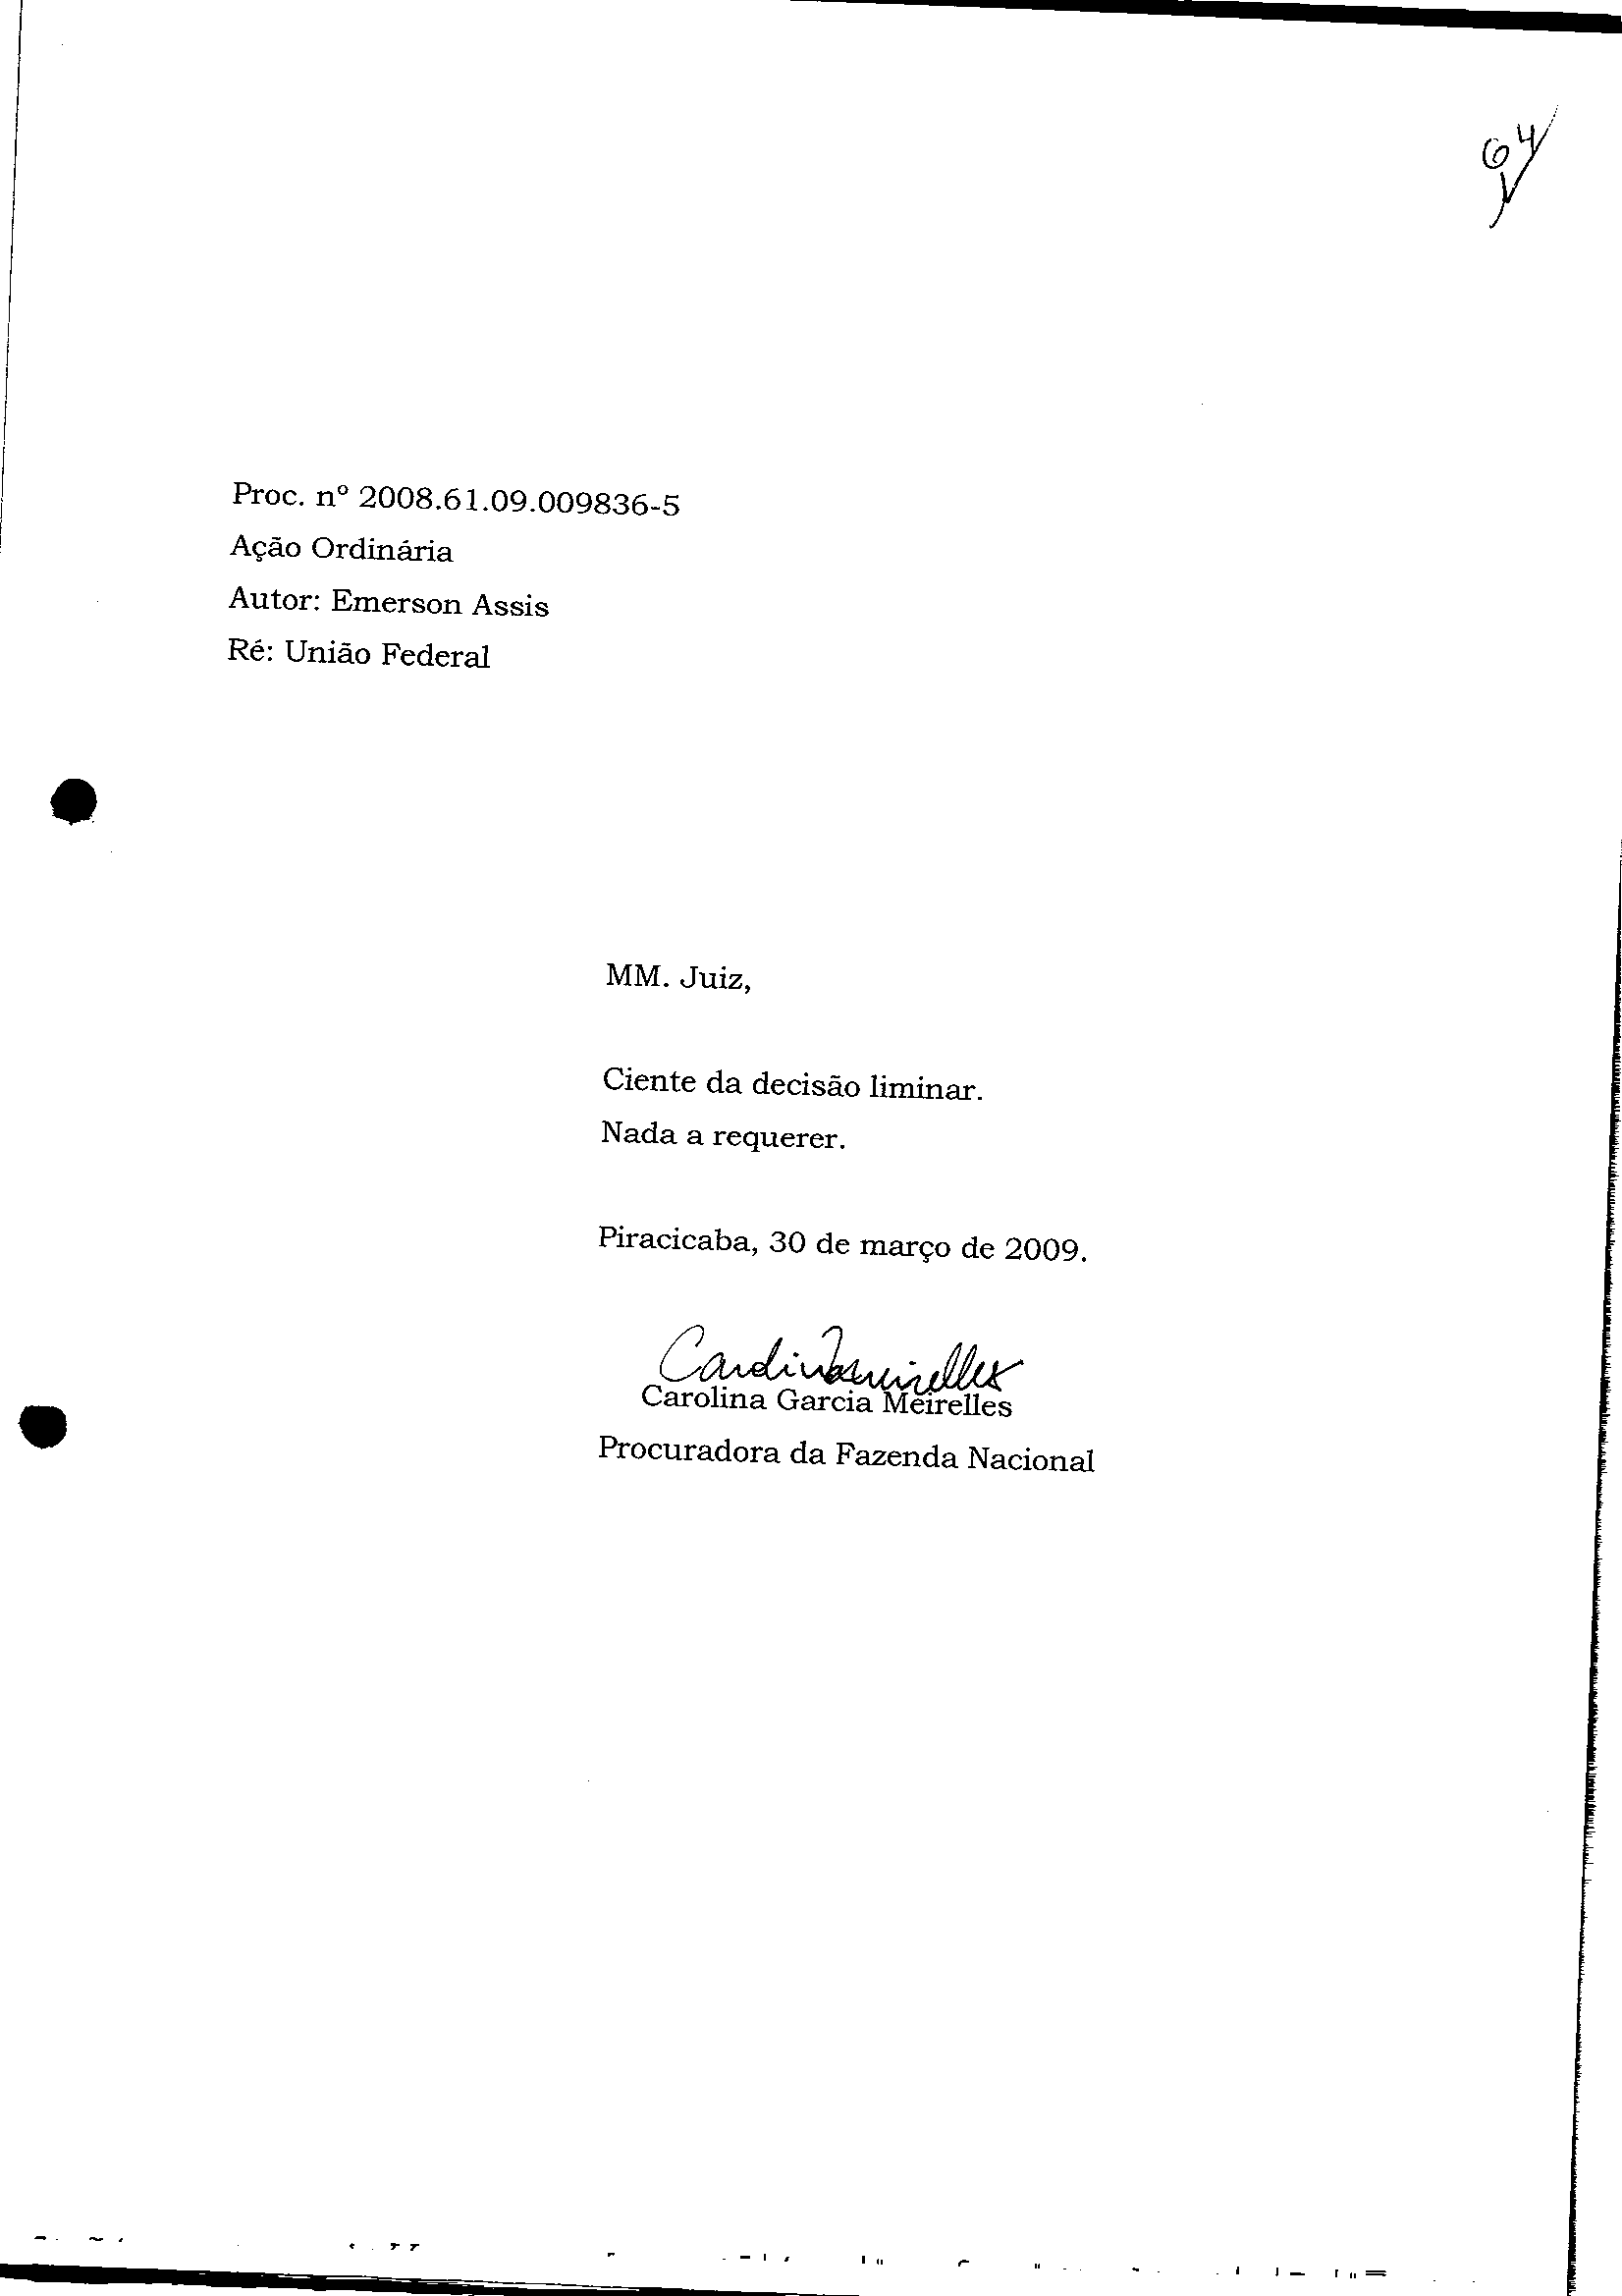 64
Proc. nº 2008.61.09.009836-5
Ação Ordinária
Autor: Emerson Assis
Ré: União Federal
MM. Juiz,
Ciente da decisão liminar.
Nada a requerer.
Piracicaba, 30 de março de 2009.
Carolina Garcia Meirelles
Procuradora da Fazenda Nacional